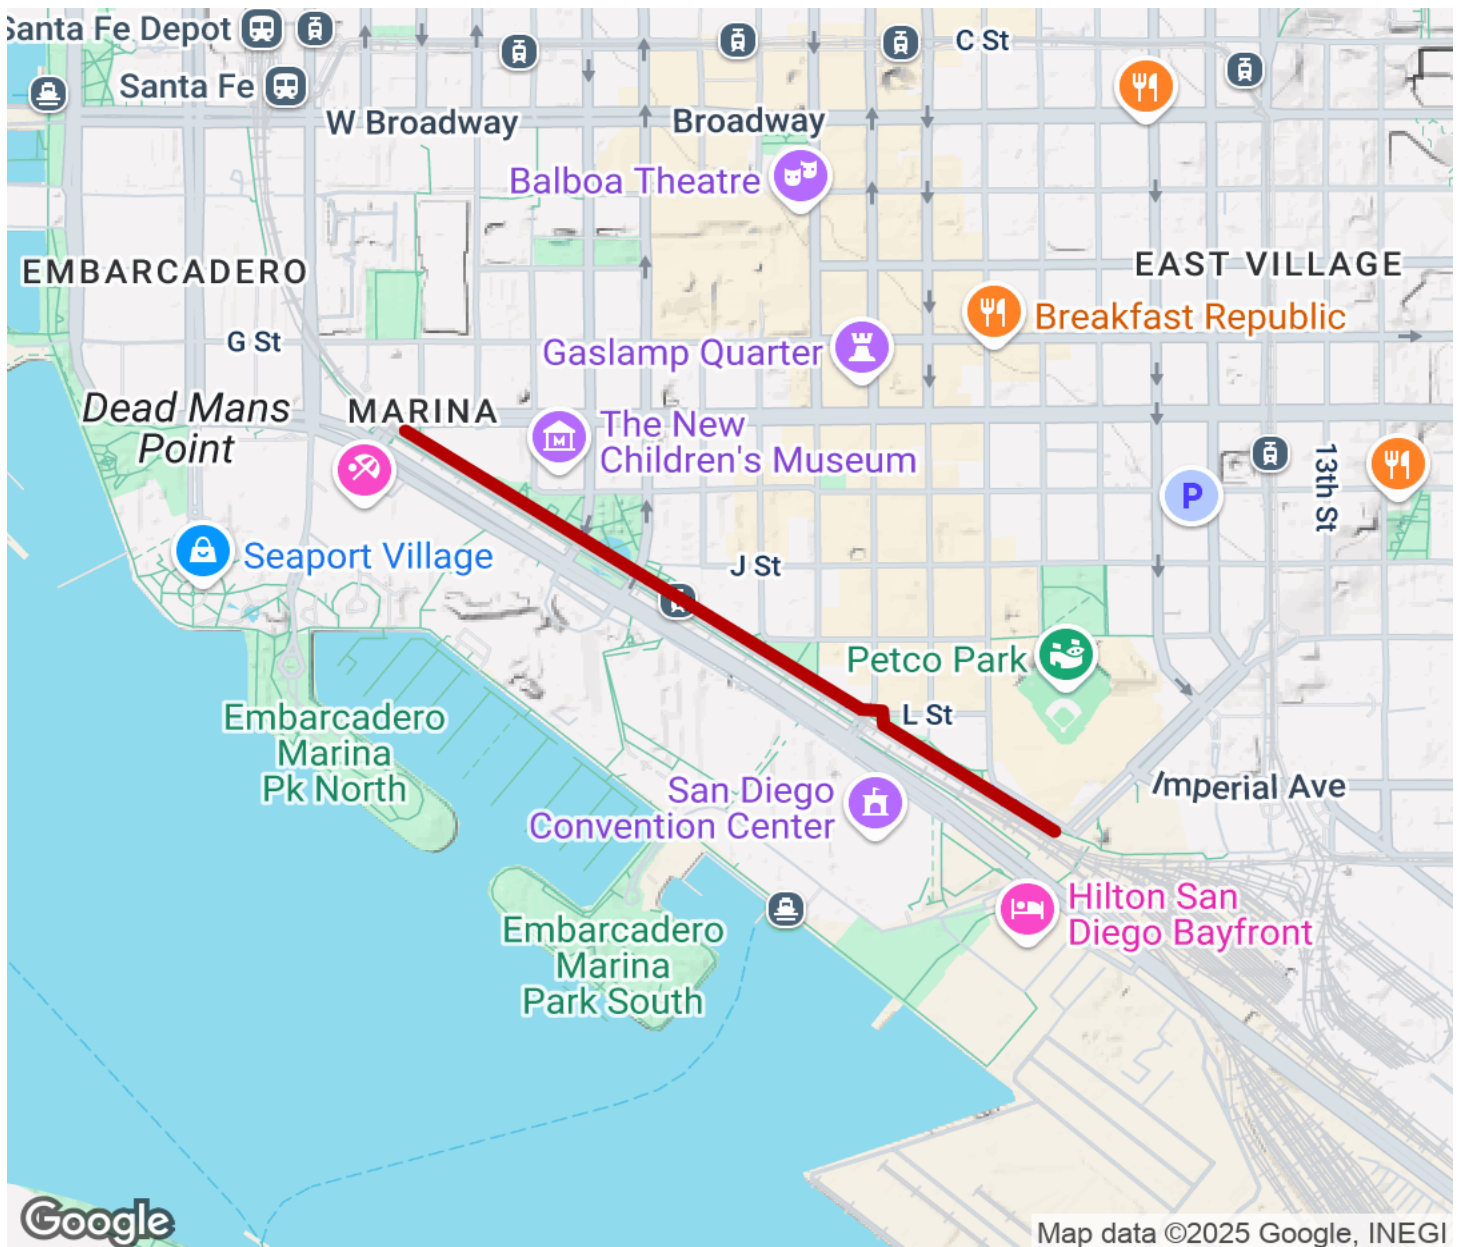 Santa Fe Depot
C St
Santa Fe
W Broadway
Broadway
Balboa Theatre
EMBARCADERO
EAST VILLAGE
Breakfast Republic
G St
Gaslamp Quarter
Dead Mans
Point
MARINA
The New
Children's Museum
M
13th St
P
Seaport Village
J St
Petco Park
Embarcadero
Marina
Pk North
L St
San Diego
Convention Center
Imperial Ave
Hilton San
Diego Bayfront
Embarcadero
Marina
Park South
Google
Map data ©2025 Google, INEGI